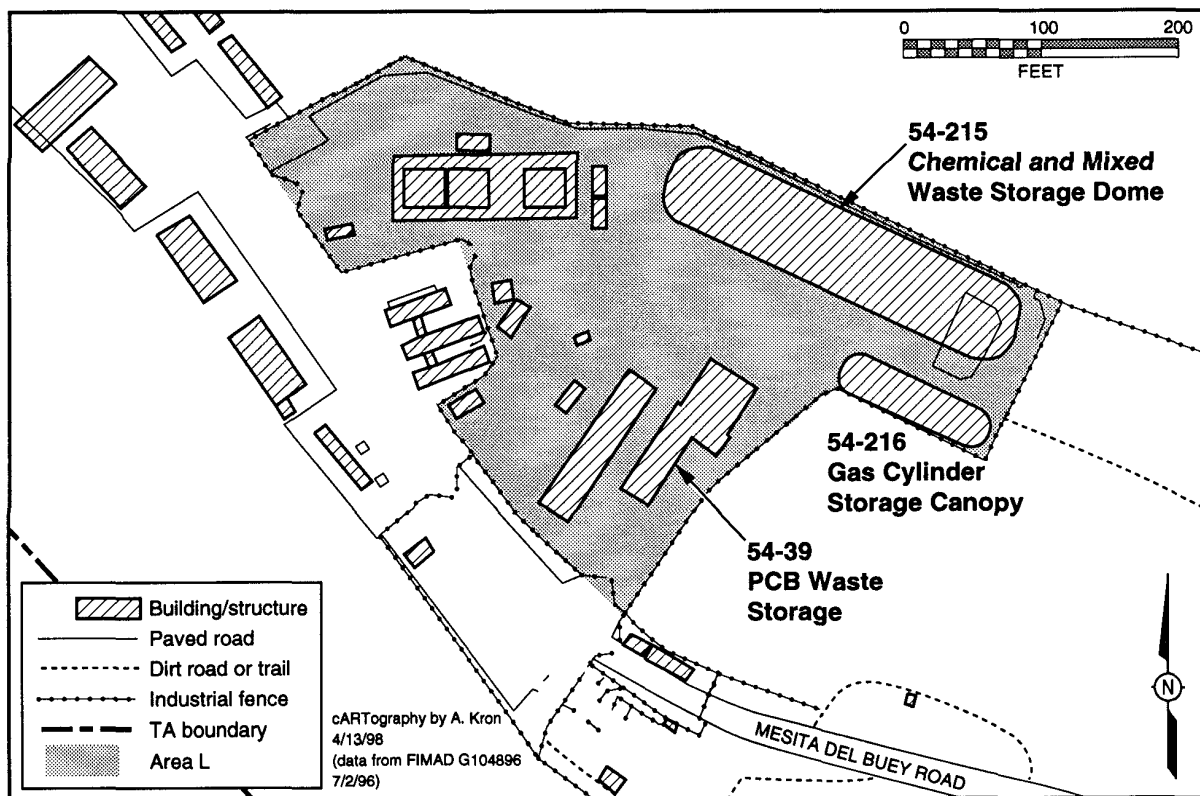 0 100 200
FEET
54-215
Chemical and Mixed
Waste Storage Dome
54-216
Gas Cylinder
Storage Canopy
54-39
PCB Waste
Storage
Building/structure
Paved road
Dirt road or trail
Industrial fence
TA boundary
Area L
cARTography by A. Kron
4/13/98
(data from FIMAD G104896
7/2/96)
N
MESITA DEL BUEY ROAD